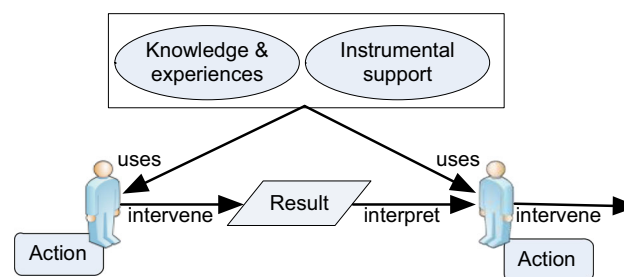 Knowledge &
experiences
Instrumental
support
uses
uses
intervene
Result
interpret
intervene
Action
Action